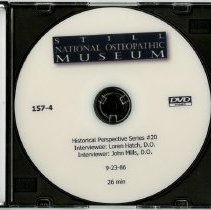 STILL
NATIONAL OSTEOPATHIC
MUSEUM
157-4
DVD
Historical Perspective Series #20
Interviewee: Loren Hatch, D.O.
Interviewer: John Mills, D.O.
9-23-86
26 min